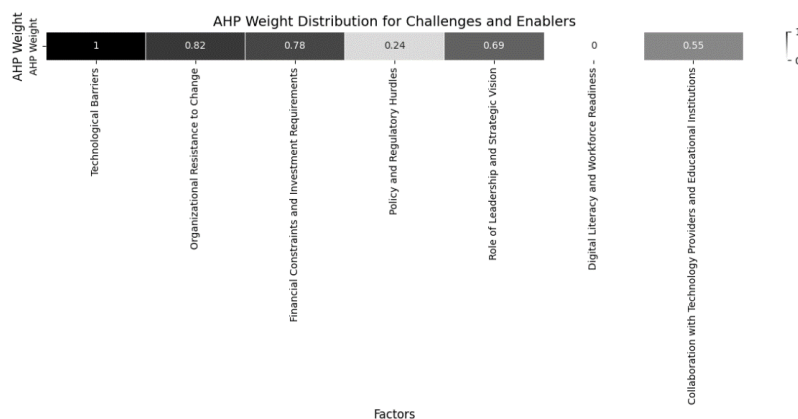 AHP Weight Distribution for Challenges and Enablers
AHP Weight
AHP Weight
1
0.82
0.78
0.24
0.69
0
0.55
1
0
Technological Barriers
Organizational Resistance to Change
Financial Constraints and Investment Requirements
Policy and Regulatory Hurdles
Role of Leadership and Strategic Vision
Digital Literacy and Workforce Readiness
Collaboration with Technology Providers and Educational Institutions
Factors